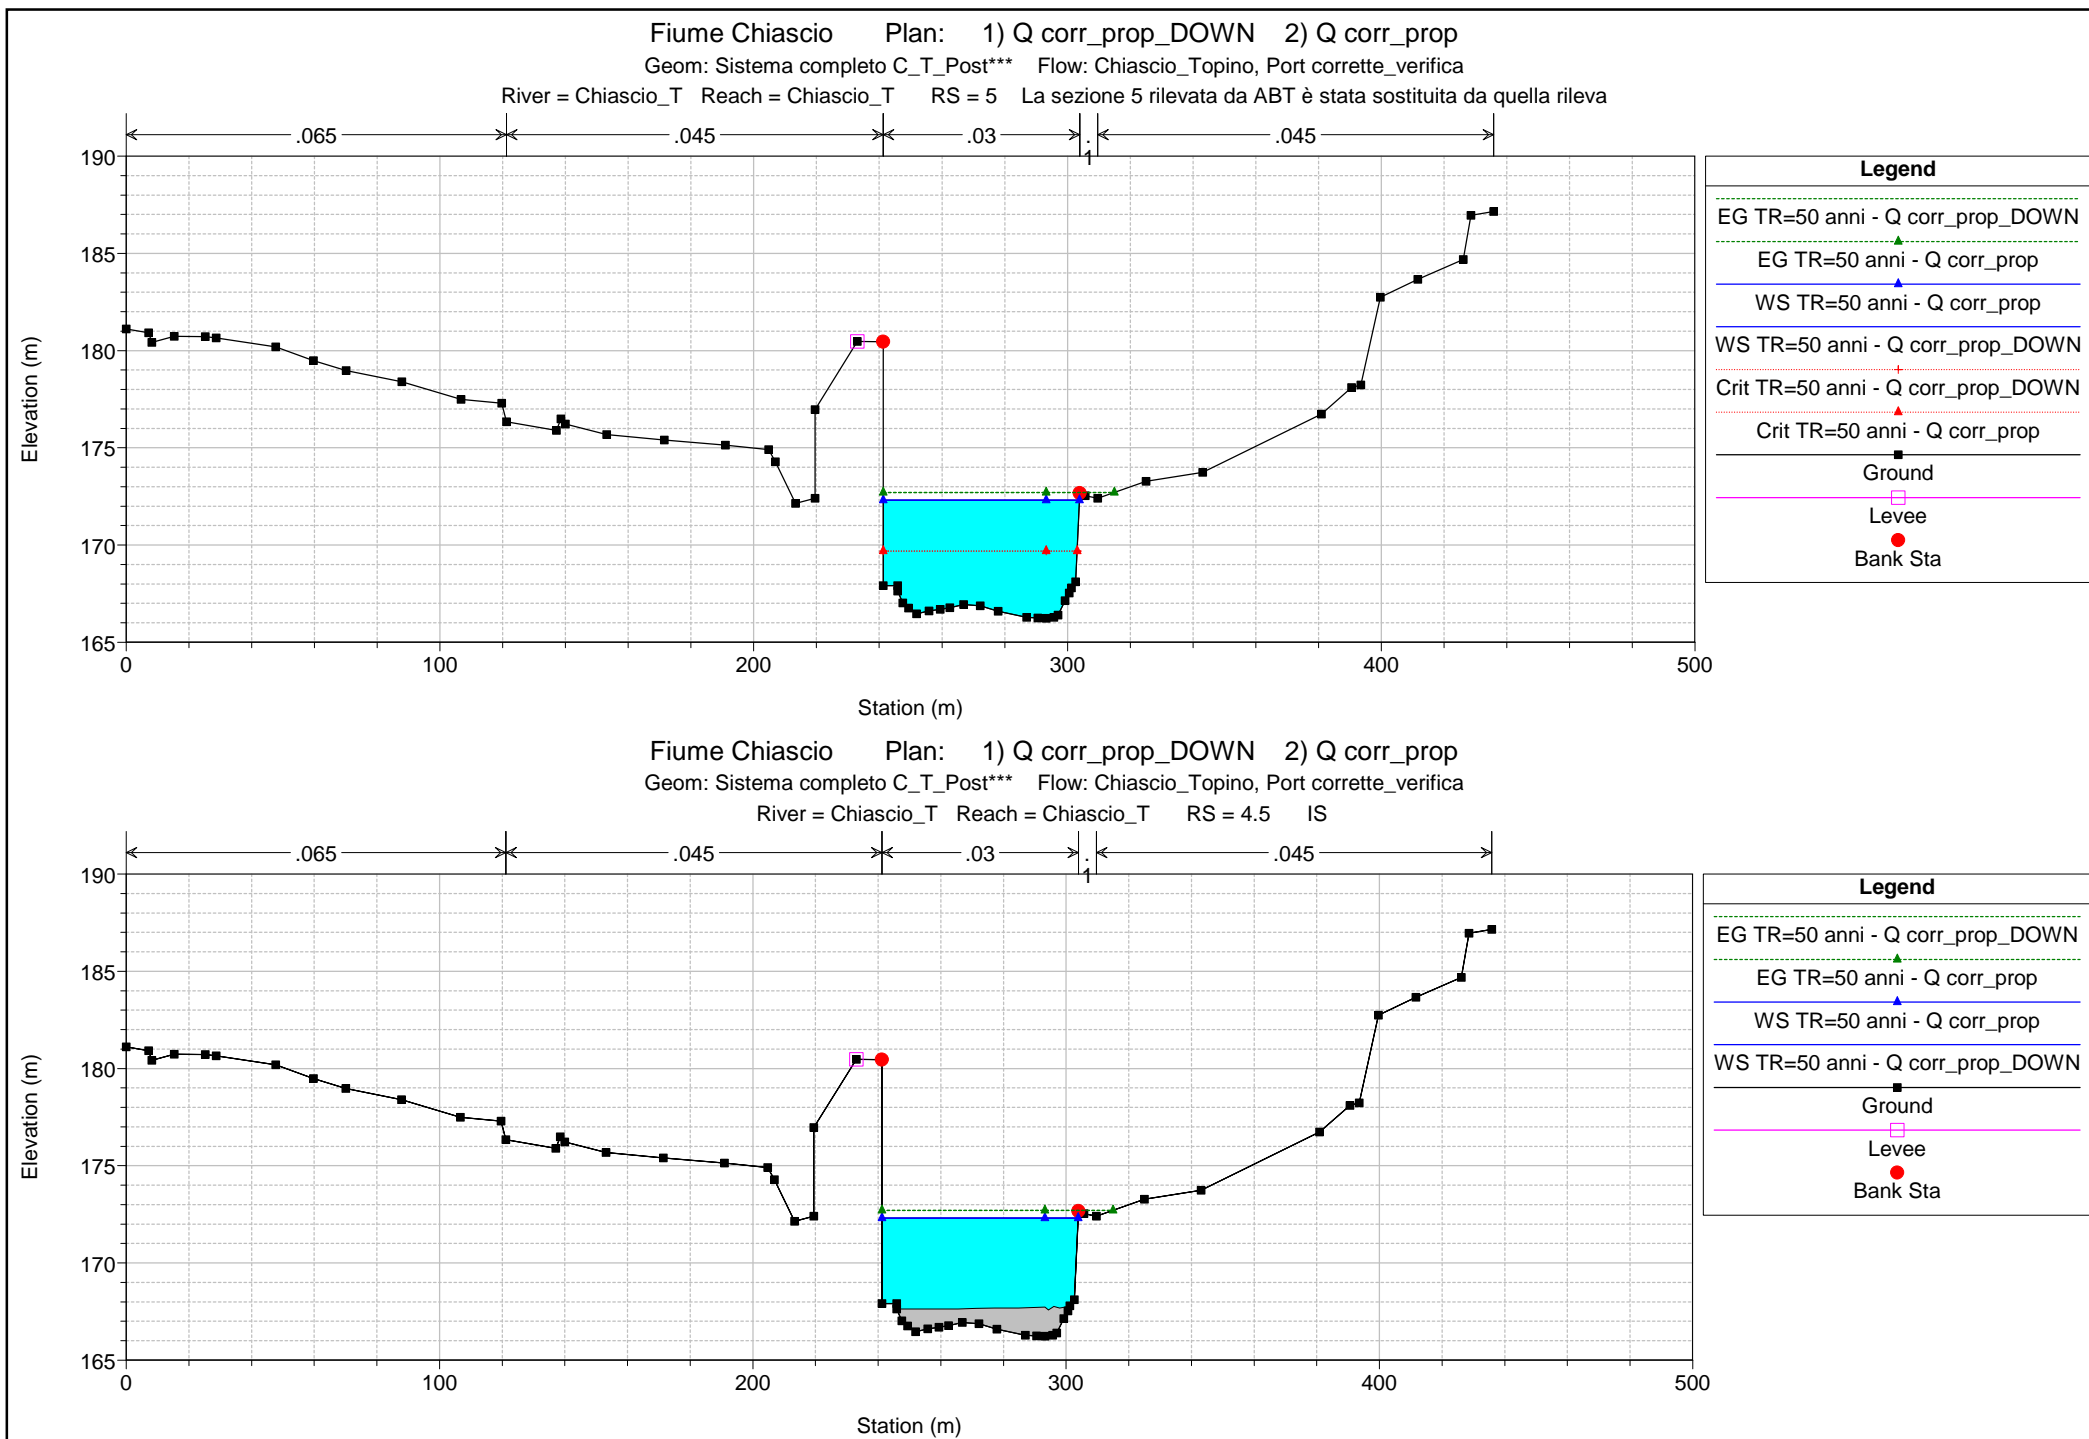 Fiume Chiascio Plan: 1) Q corr_prop_DOWN 2) Q corr_prop
Geom: Sistema completo C_T_Post*** Flow: Chiascio_Topino, Port corrette_verifica
River = Chiascio_T Reach = Chiascio_T RS = 5 La sezione 5 rilevata da ABT è stata sostituita da quella rileva
.065 .045 .03 .1 .045
190
185
180
175
170
165
Elevation (m)
0 100 200 300 400 500
Station (m)
Legend
EG TR=50 anni - Q corr_prop_DOWN
EG TR=50 anni - Q corr_prop
WS TR=50 anni - Q corr_prop
WS TR=50 anni - Q corr_prop_DOWN
Crit TR=50 anni - Q corr_prop_DOWN
Crit TR=50 anni - Q corr_prop
Ground
Levee
Bank Sta
Fiume Chiascio Plan: 1) Q corr_prop_DOWN 2) Q corr_prop
Geom: Sistema completo C_T_Post*** Flow: Chiascio_Topino, Port corrette_verifica
River = Chiascio_T Reach = Chiascio_T RS = 4.5 IS
.065 .045 .03 .1 .045
190
185
180
175
170
165
Elevation (m)
0 100 200 300 400 500
Station (m)
Legend
EG TR=50 anni - Q corr_prop_DOWN
EG TR=50 anni - Q corr_prop
WS TR=50 anni - Q corr_prop
WS TR=50 anni - Q corr_prop_DOWN
Ground
Levee
Bank Sta